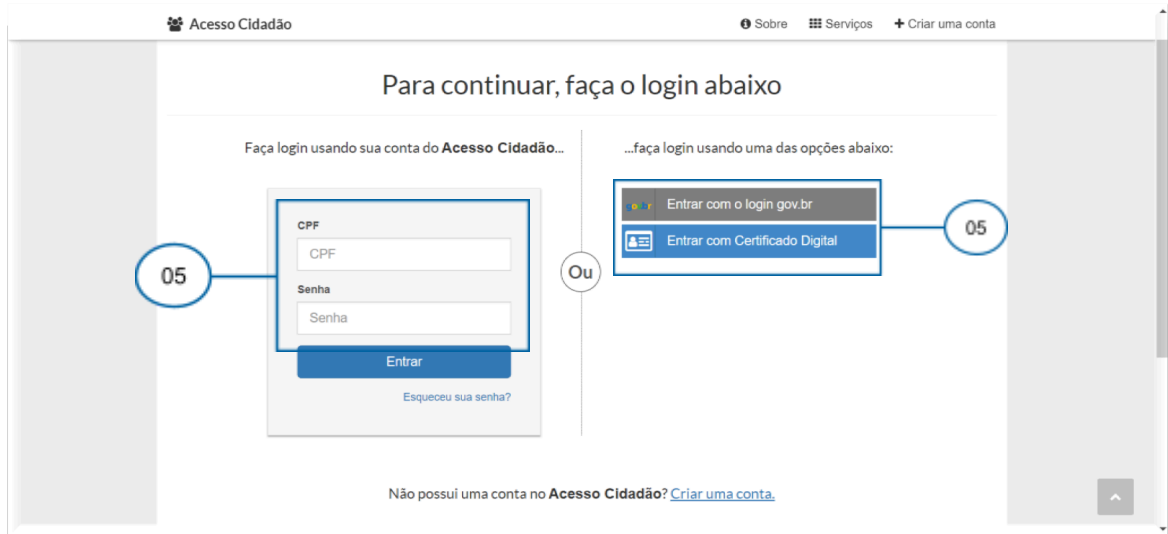 Acesso Cidadão
Sobre
Serviços
Criar uma conta
Para continuar, faça o login abaixo
Faça login usando sua conta do Acesso Cidadão...
CPF
CPF
Senha
Senha
Entrar
Esqueceu sua senha?
05
Ou
...faça login usando uma das opções abaixo:
gov.br Entrar com o login gov.br
Entrar com Certificado Digital
05
Não possui uma conta no Acesso Cidadão? Criar uma conta.